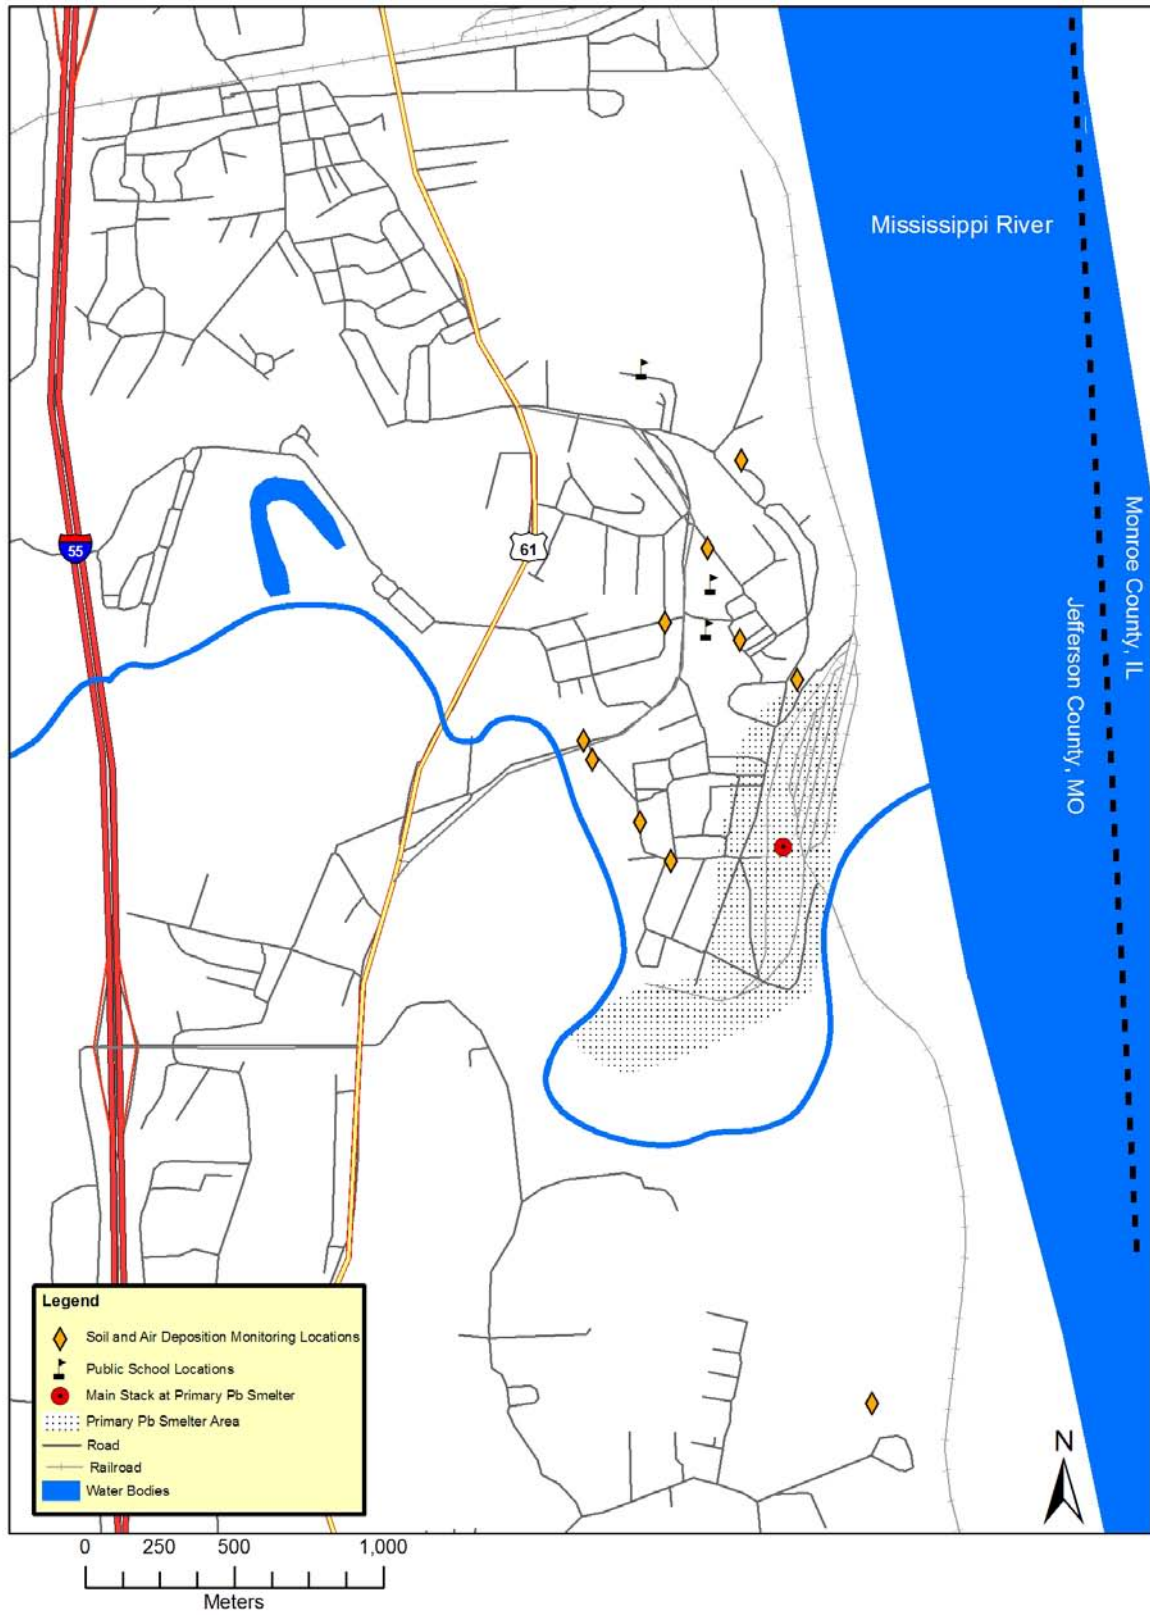 Mississippi River
Monroe County, IL
Jefferson County, MO
55
61
Legend
Soil and Air Deposition Monitoring Locations
Public School Locations
Main Stack at Primary Pb Smelter
Primary Pb Smelter Area
Road
Railroad
Water Bodies
N
0 250 500 1,000
Meters